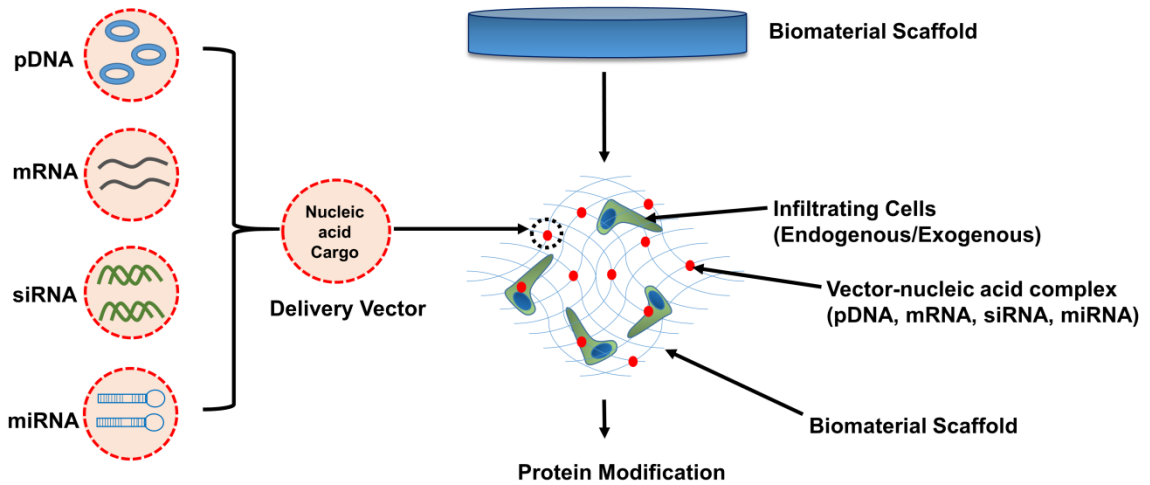 pDNA
mRNA
siRNA
miRNA
Nucleic
acid
Cargo
Delivery Vector
Biomaterial Scaffold
Infiltrating Cells
(Endogenous/Exogenous)
Vector-nucleic acid complex
(pDNA, mRNA, siRNA, miRNA)
Biomaterial Scaffold
Protein Modification